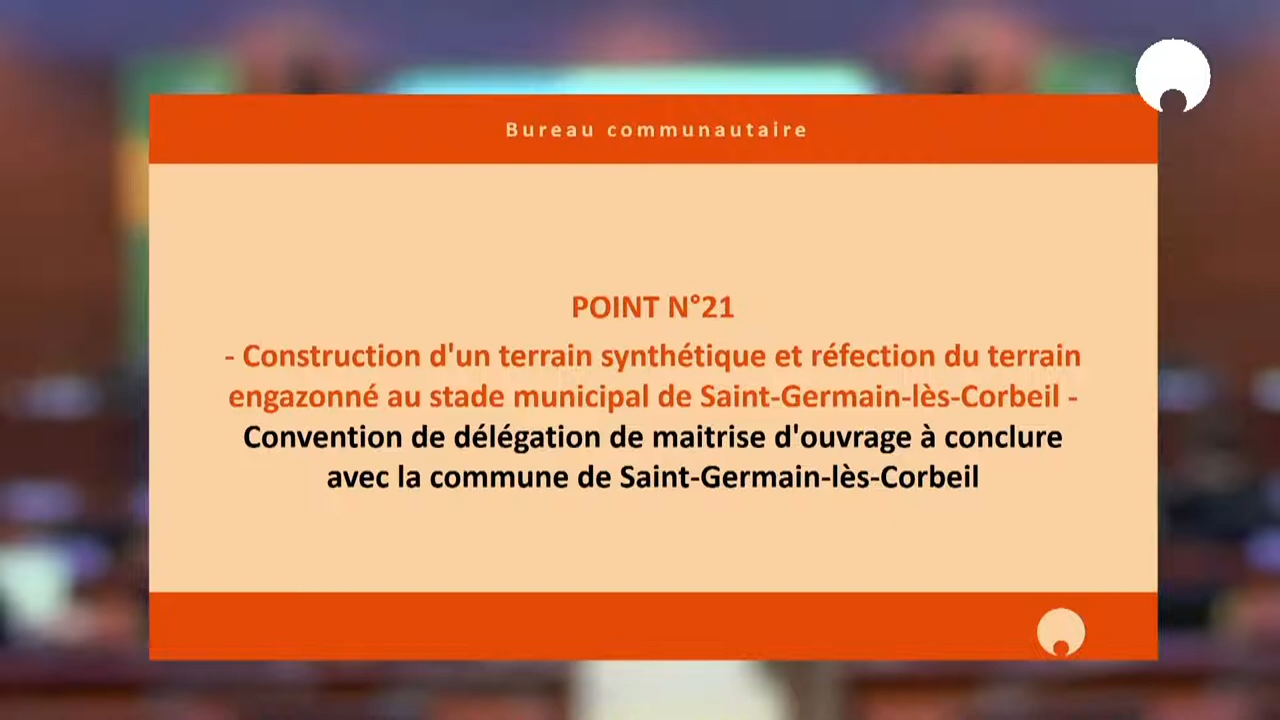 Bureau communautaire
POINT N°21
- Construction d'un terrain synthétique et réfection du terrain
engazonné au stade municipal de Saint-Germain-lès-Corbeil -
Convention de délégation de maitrise d'ouvrage à conclure
avec la commune de Saint-Germain-lès-Corbeil